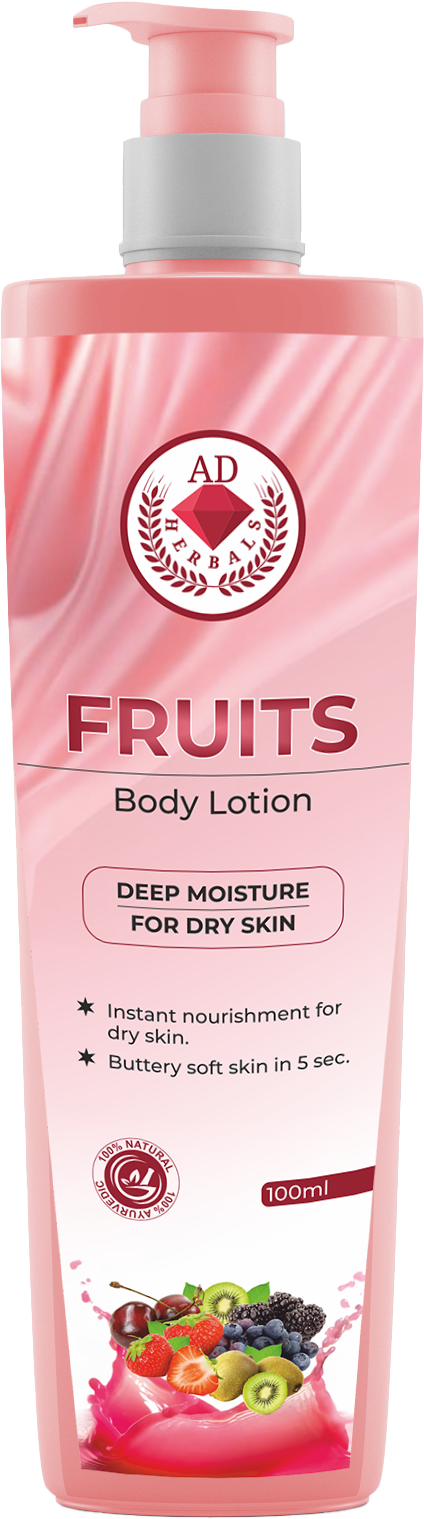 AD
HERBALS
FRUITS
Body Lotion
DEEP MOISTURE
FOR DRY SKIN
Instant nourishment for
dry skin.
Buttery soft skin in 5 sec.
100% NATURAL
100% AYURVEDIC
100ml